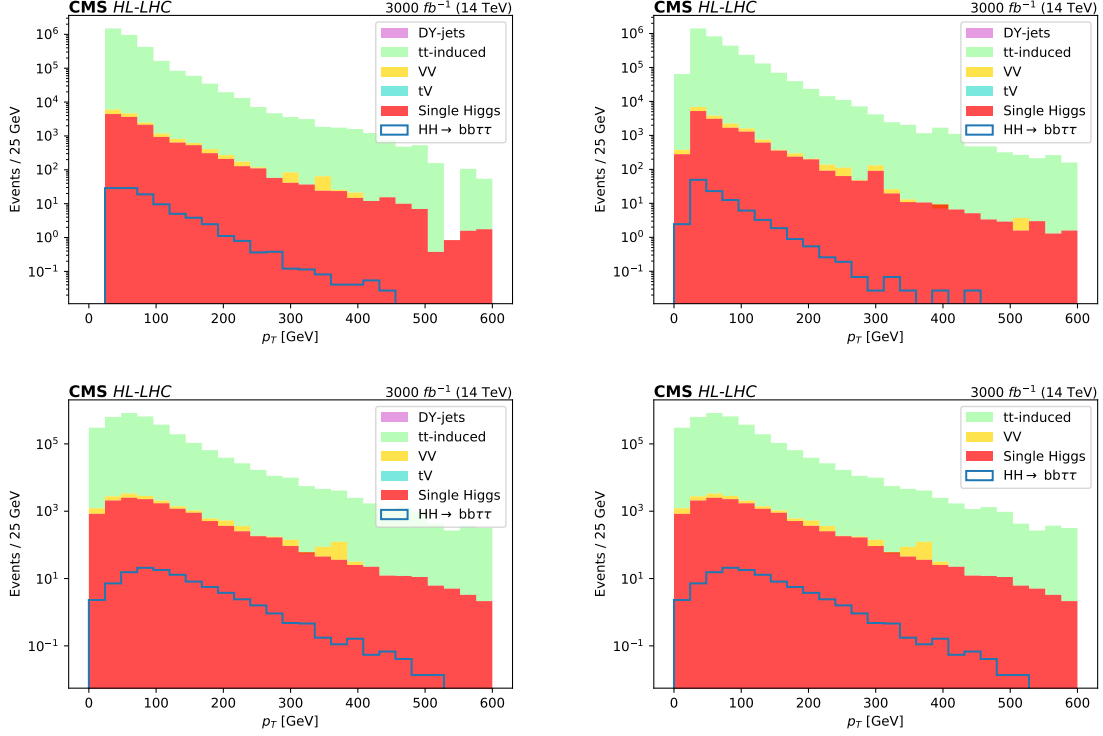 CMS HL-LHC 3000 fb⁻¹ (14 TeV)
Events / 25 GeV
10⁶
10⁵
10⁴
10³
10²
10¹
10⁰
10⁻¹
DY-jets
tt-induced
VV
tV
Single Higgs
HH→ bbττ
0 100 200 300 400 500 600
p_T [GeV]
CMS HL-LHC 3000 fb⁻¹ (14 TeV)
Events / 25 GeV
10⁶
10⁵
10⁴
10³
10²
10¹
10⁰
10⁻¹
DY-jets
tt-induced
VV
tV
Single Higgs
HH→ bbττ
0 100 200 300 400 500 600
p_T [GeV]
CMS HL-LHC 3000 fb⁻¹ (14 TeV)
Events / 25 GeV
10⁵
10³
10¹
10⁻¹
DY-jets
tt-induced
VV
tV
Single Higgs
HH→ bbττ
0 100 200 300 400 500 600
p_T [GeV]
CMS HL-LHC 3000 fb⁻¹ (14 TeV)
Events / 25 GeV
10⁵
10³
10¹
10⁻¹
tt-induced
VV
Single Higgs
HH→ bbττ
0 100 200 300 400 500 600
p_T [GeV]